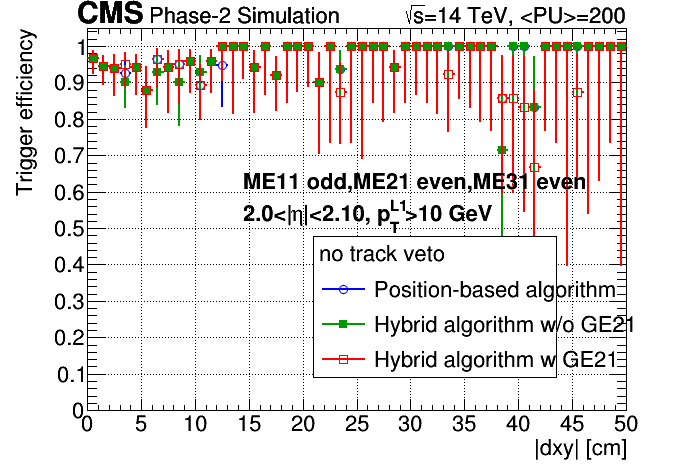 CMS Phase-2 Simulation √s=14 TeV, <PU>=200
Trigger efficiency
1
0.9
0.8
0.7
0.6
0.5
0.4
0.3
0.2
0.1
0
ME11 odd,ME21 even,ME31 even
2.0<|η|<2.10, p_T^L1>10 GeV
no track veto
Position-based algorithm
Hybrid algorithm w/o GE21
Hybrid algorithm w GE21
0 5 10 15 20 25 30 35 40 45 50
|dxy| [cm]